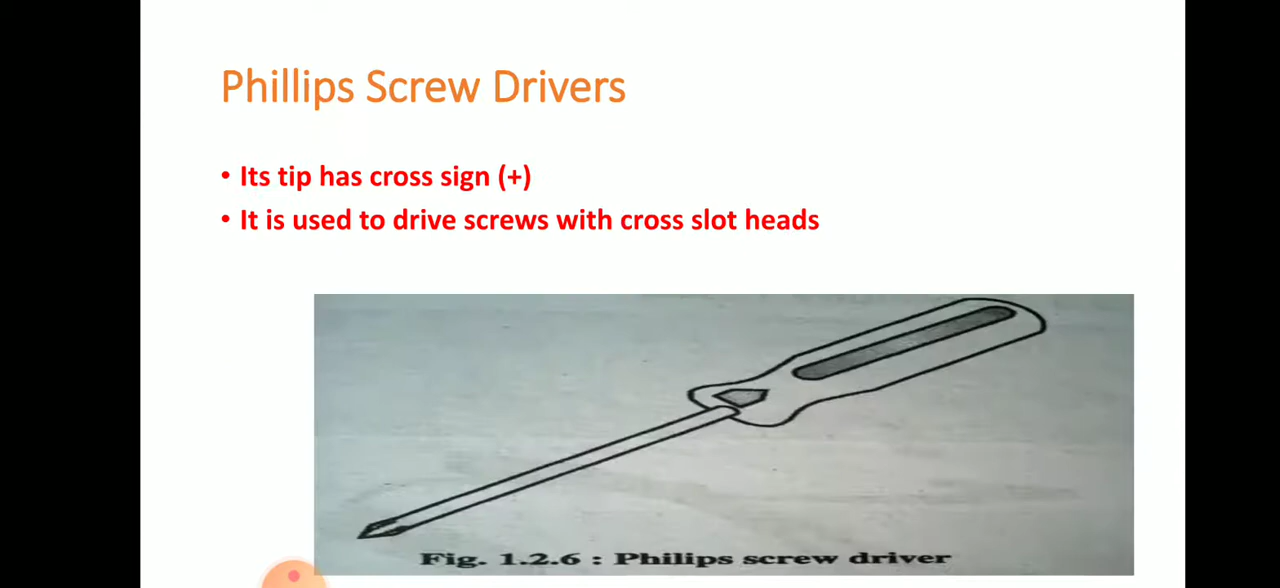 Phillips Screw Drivers
• Its tip has cross sign (+)
• It is used to drive screws with cross slot heads
Fig. 1.2.6 : Philips screw driver